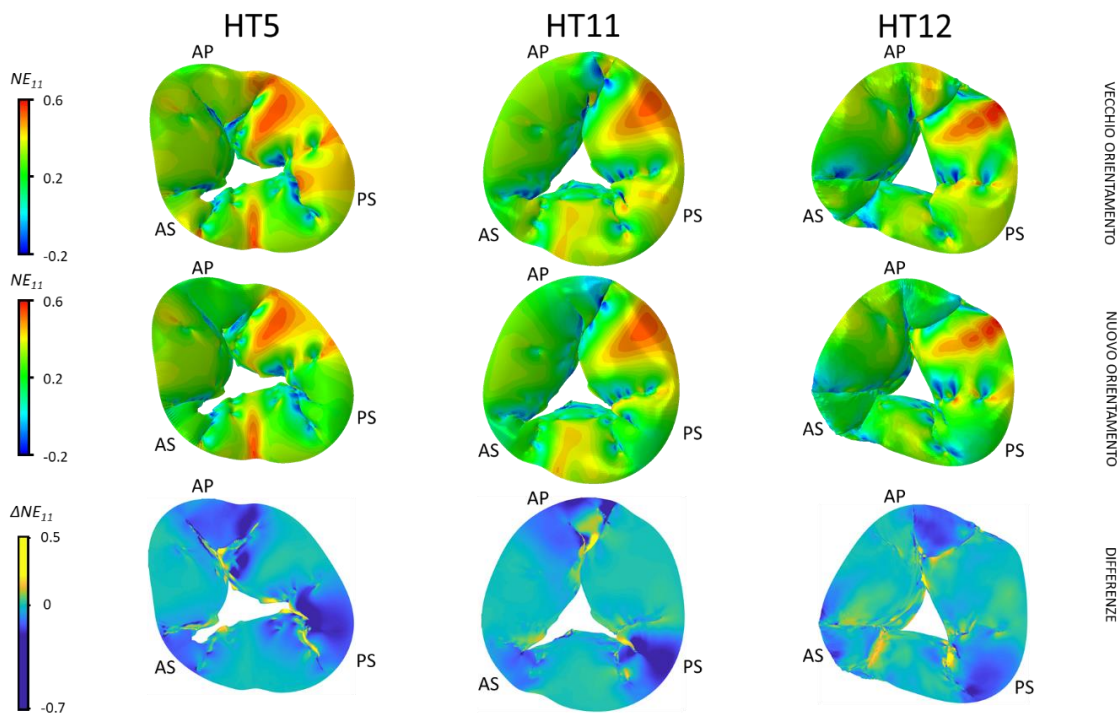 HT5 HT11 HT12
AP AP AP
NE11
0.6
0.2
-0.2
AS PS AS PS AS PS
VECCHIO ORIENTAMENTO
AP AP AP
NE11
0.6
0.2
-0.2
AS PS AS PS AS PS
NUOVO ORIENTAMENTO
AP AP AP
ΔNE11
0.5
0
-0.7
AS PS AS PS AS PS
DIFFERENZE